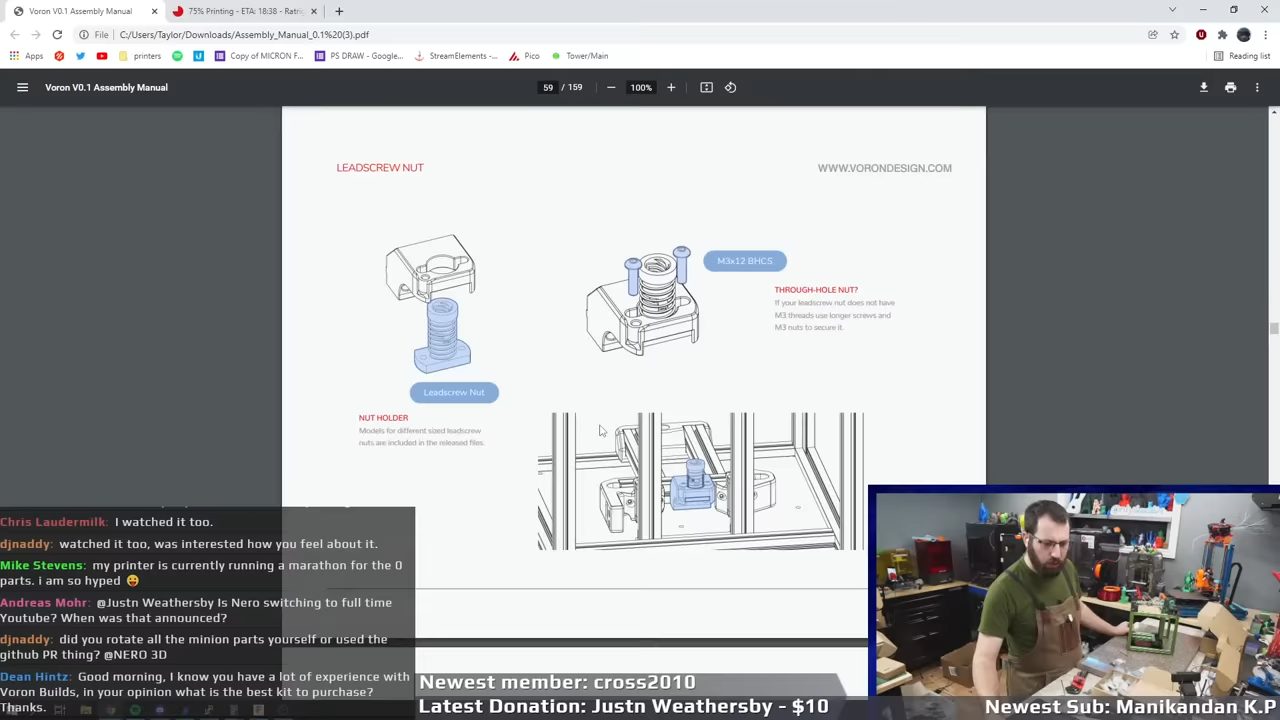 Voron V0.1 Assembly Manual
75% Printing - ETA: 18:38 - Ratrig
File
C:/Users/Taylor/Downloads/Assembly_Manual_0.1%20(3).pdf
Apps
printers
Copy of MICRON F...
PS DRAW - Google...
StreamElements -...
Pico
Tower/Main
Reading list
Voron V0.1 Assembly Manual
59 / 159
100%
LEADSCREW NUT
WWW.VORONDESIGN.COM
M3x12 BHCS
THROUGH-HOLE NUT?
If your leadscrew nut does not have
M3 threads use longer screws and
M3 nuts to secure it.
Leadscrew Nut
NUT HOLDER
Models for different sized leadscrew
nuts are included in the released files.
Chris Laudermilk: I watched it too.
djnaddy: watched it too, was interested how you feel about it.
Mike Stevens: my printer is currently running a marathon for the 0
parts. i am so hyped 😛
Andreas Mohr: @Justn Weathersby Is Nero switching to full time
Youtube? When was that announced?
djnaddy: did you rotate all the minion parts yourself or used the
github PR thing? @NERO 3D
Dean Hintz: Good morning, I know you have a lot of experience with
Voron Builds, in your opinion what is the best kit to purchase?
Thanks.
Newest member: cross2010
Latest Donation: Justn Weathersby - $10
Newest Sub: Manikandan K.P